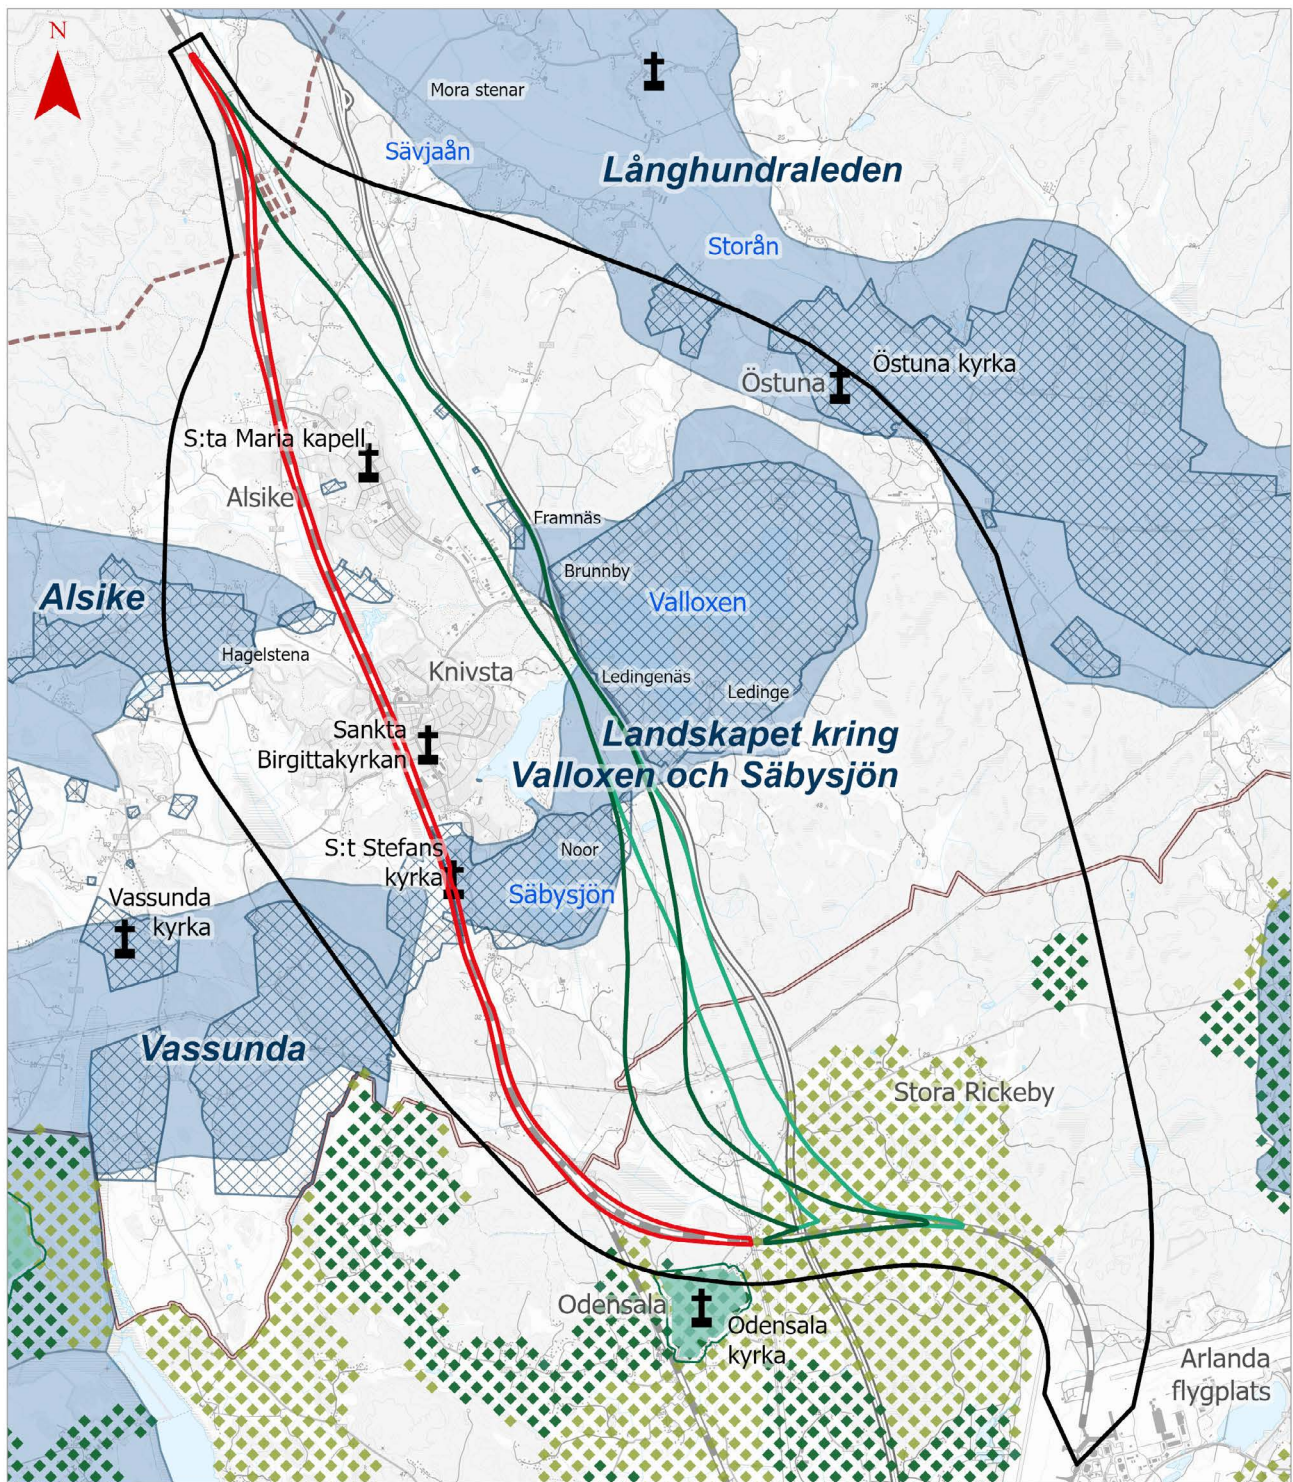 N
Mora stenar
Sävjaån
Långhundraleden
Storån
Östuna kyrka
Östuna
S:ta Maria kapell
Alsike
Framnäs
Brunnby
Alsike
Valloxen
Hagelstena
Knivsta
Ledingenäs
Ledinge
Sankta
Birgittakyrkan
Landskapet kring
Valloxen och Säbysjön
S:t Stefans
kyrka
Noor
Säbysjön
Vassunda
kyrka
Vassunda
Stora Rickeby
Odensala
Odensala
kyrka
Arlanda
flygplats